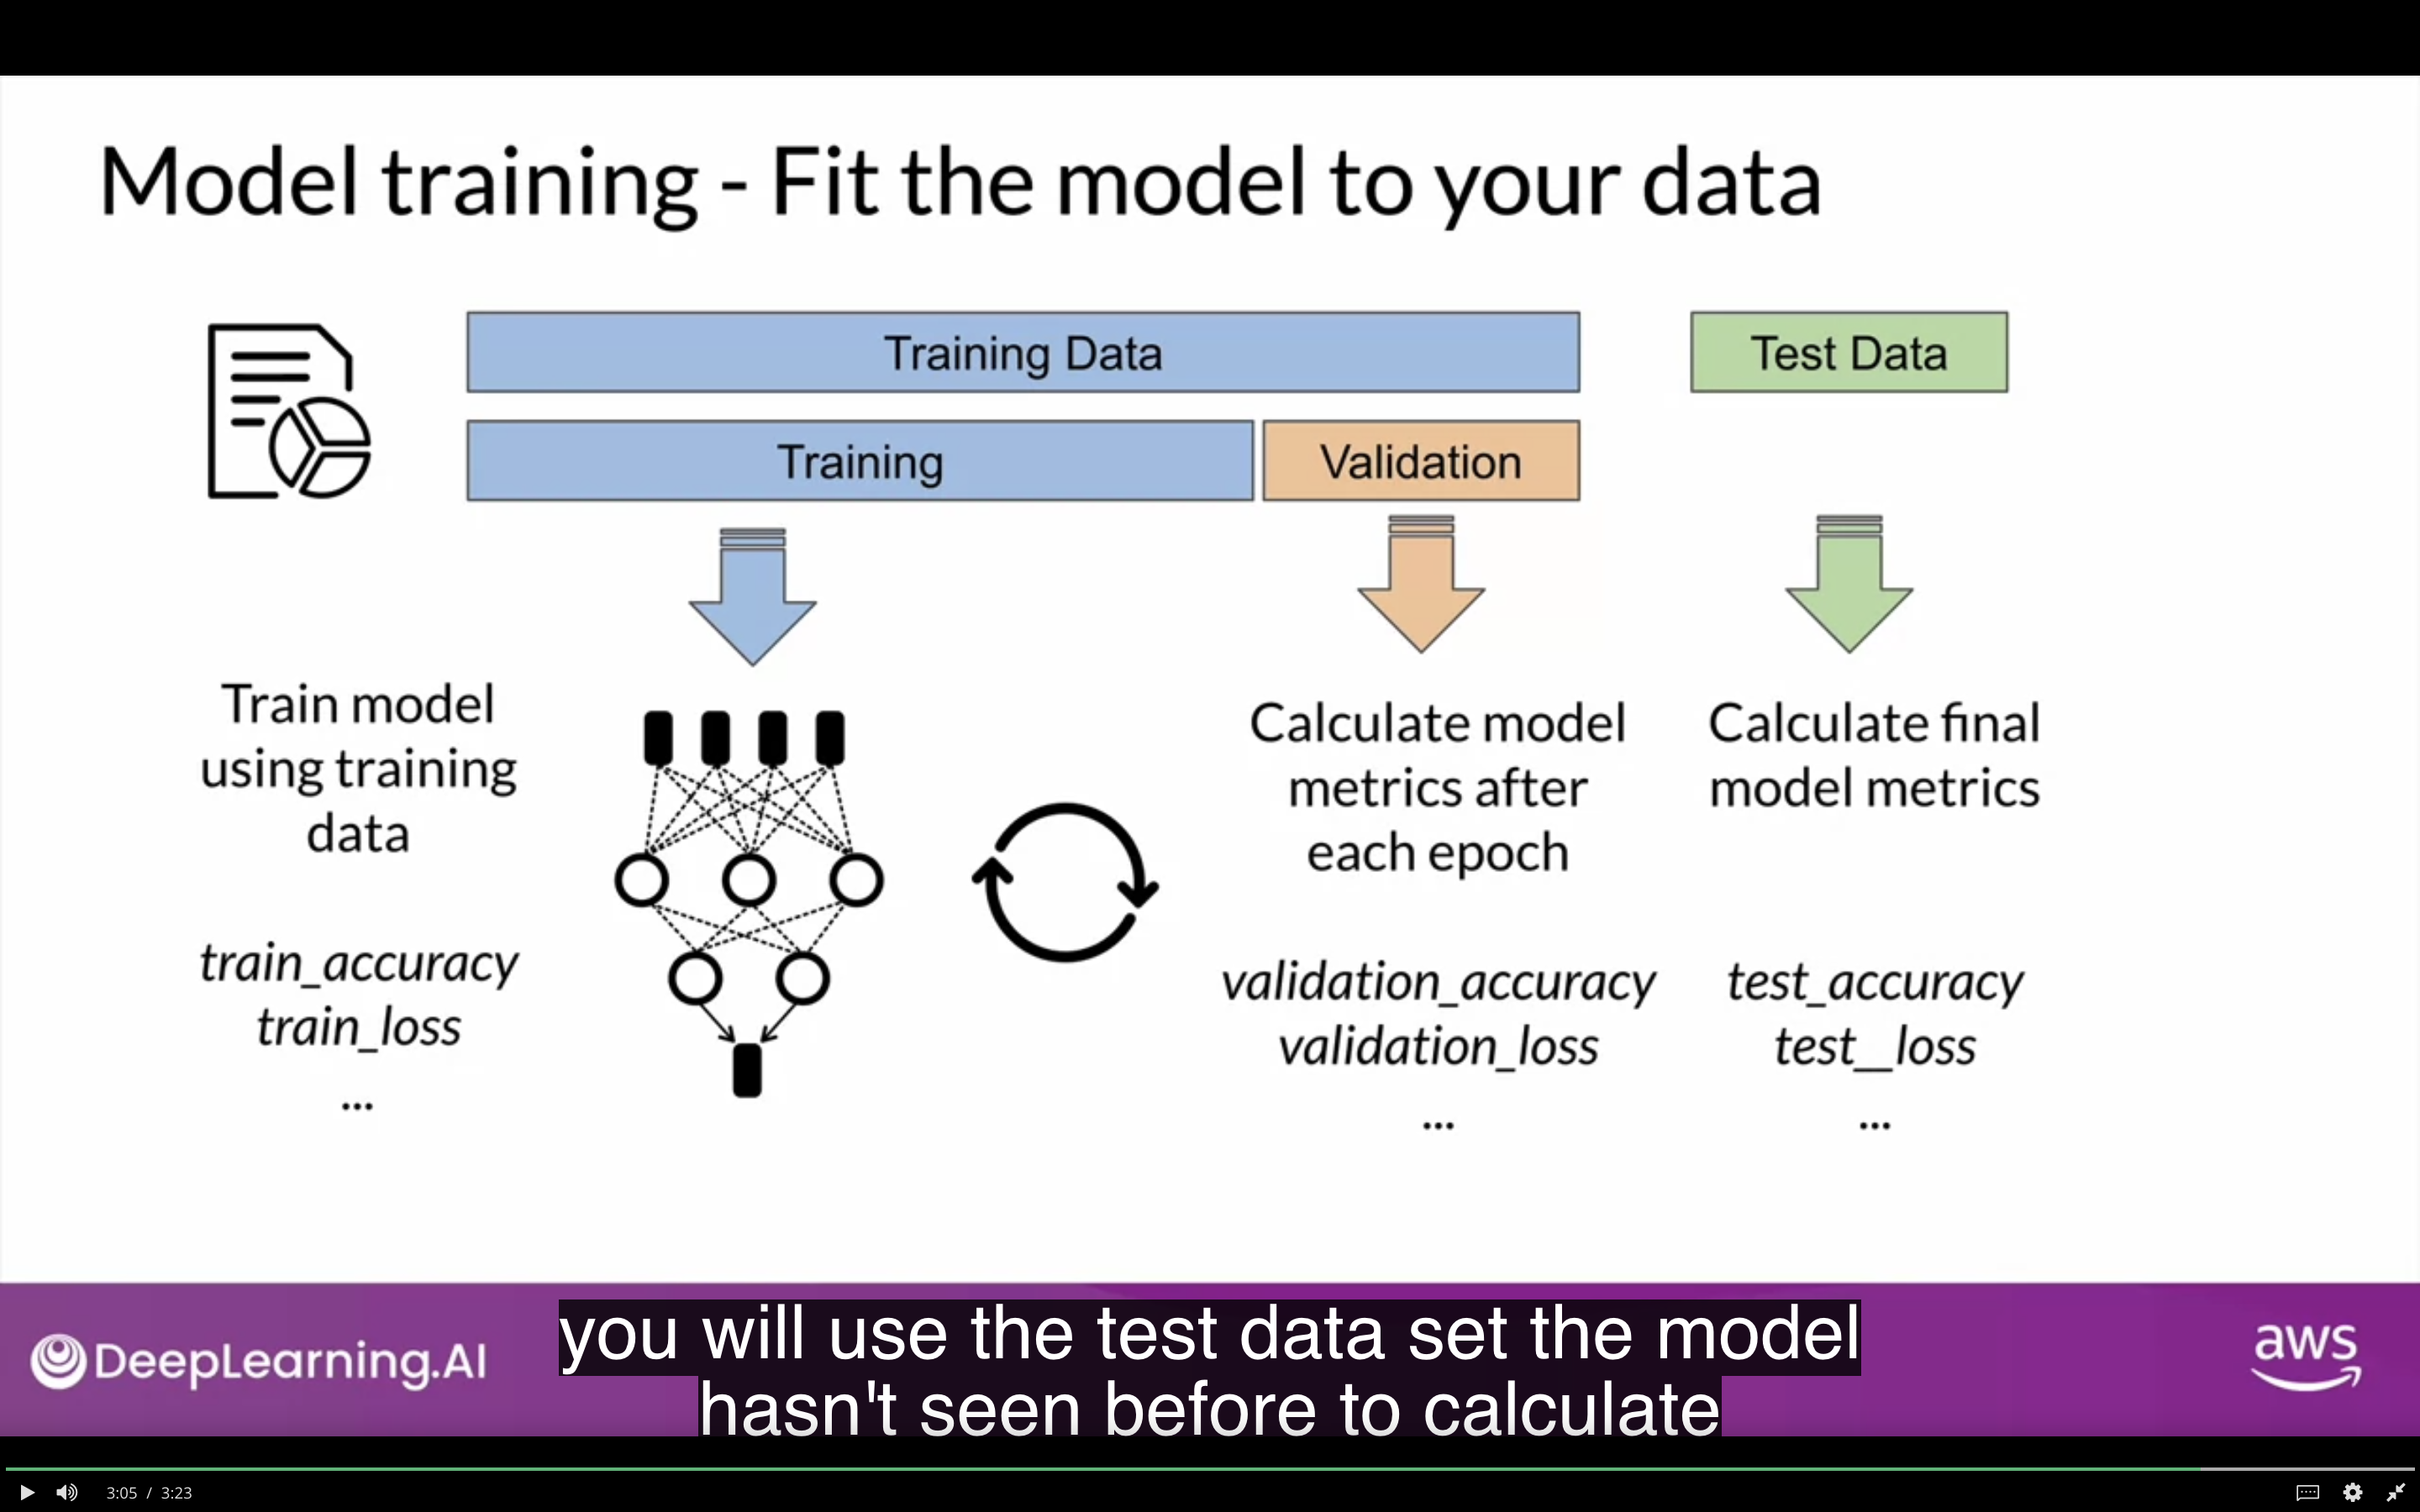 Model training - Fit the model to your data
Training Data
Test Data
Training
Validation
Train model
using training
data
train_accuracy
train_loss
...
Calculate model
metrics after
each epoch
validation_accuracy
validation_loss
...
Calculate final
model metrics
test_accuracy
test__loss
...
DeepLearning.AI
you will use the test data set the model
hasn't seen before to calculate
aws
3:05 / 3:23